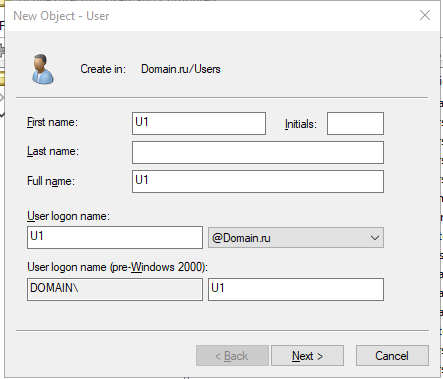 New Object - User
Create in: Domain.ru/Users
First name: U1 Initials:
Last name:
Full name: U1
User logon name:
U1 @Domain.ru
User logon name (pre-Windows 2000):
DOMAIN\ U1
< Back Next > Cancel